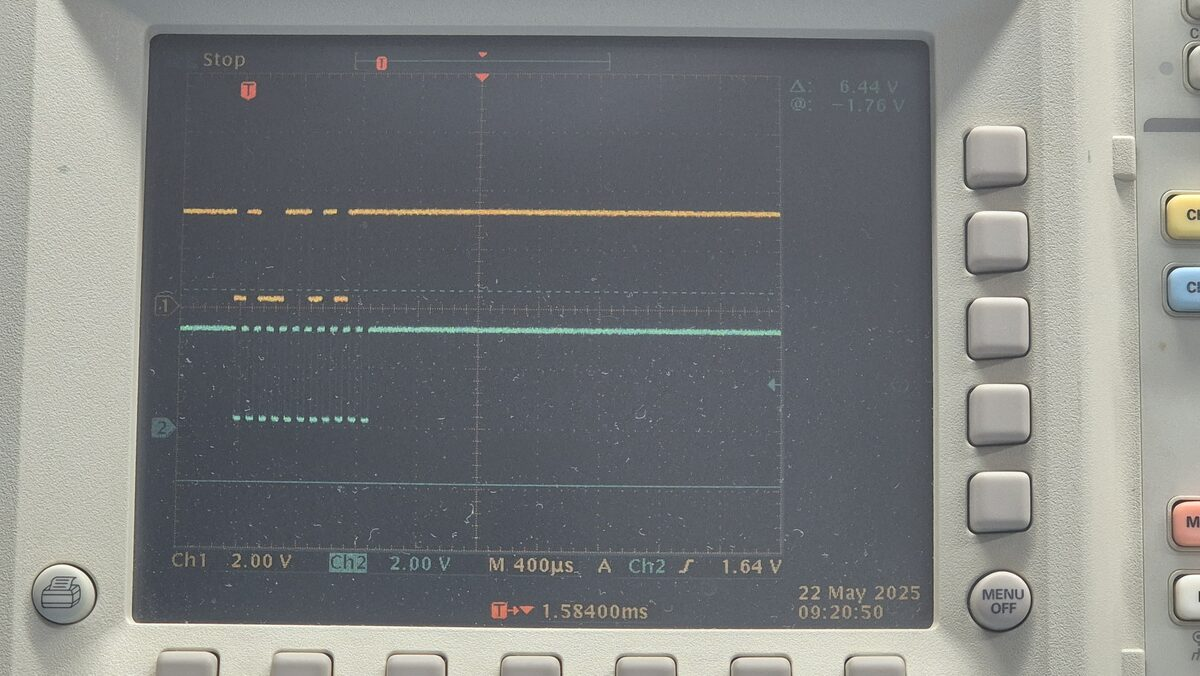 Stop
T
T
Δ: 6.44 V
@: -1.76 V
1
2
Ch1 2.00 V Ch2 2.00 V M 400µs A Ch2 1.64 V
T 1.58400ms
22 May 2025
09:20:50
MENU
OFF